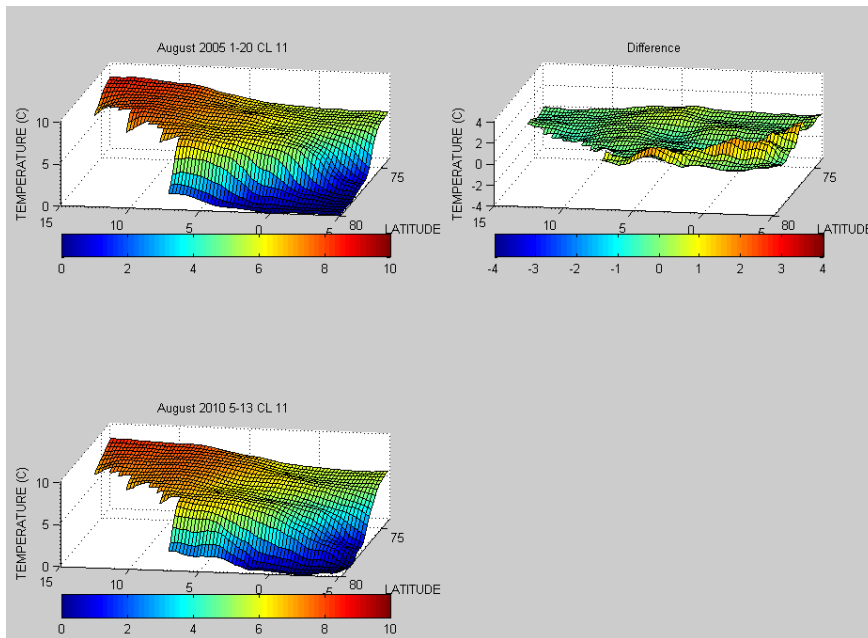 August 2005 1-20 CL 11
TEMPERATURE (C)
10
5
0
15
10
5
0
5
80
75
LATITUDE
0 2 4 6 8 10
Difference
TEMPERATURE (C)
4
2
0
-2
-4
15
10
5
0
5
80
75
LATITUDE
-4 -3 -2 -1 0 1 2 3 4
August 2010 5-13 CL 11
TEMPERATURE (C)
10
5
0
15
10
5
0
5
80
75
LATITUDE
0 2 4 6 8 10